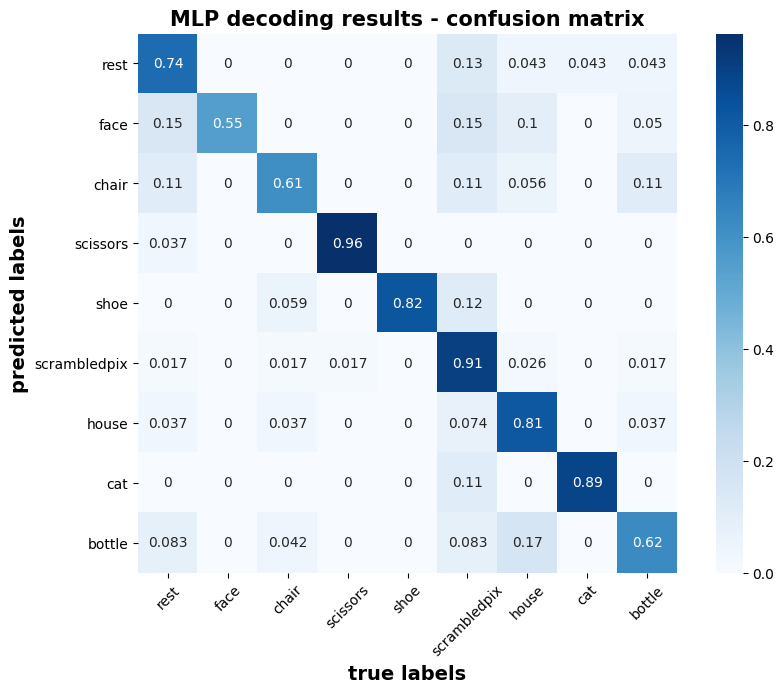 MLP decoding results - confusion matrix
predicted labels
rest 0.74 0 0 0 0 0.13 0.043 0.043 0.043
face 0.15 0.55 0 0 0 0.15 0.1 0 0.05
chair 0.11 0 0.61 0 0 0.11 0.056 0 0.11
scissors 0.037 0 0 0.96 0 0 0 0 0
shoe 0 0 0.059 0 0.82 0.12 0 0 0
scrambledpix 0.017 0 0.017 0.017 0 0.91 0.026 0 0.017
house 0.037 0 0.037 0 0 0.074 0.81 0 0.037
cat 0 0 0 0 0 0.11 0 0.89 0
bottle 0.083 0 0.042 0 0 0.083 0.17 0 0.62
rest face chair scissors shoe scrambledpix house cat bottle
true labels
0.8
0.6
0.4
0.2
0.0